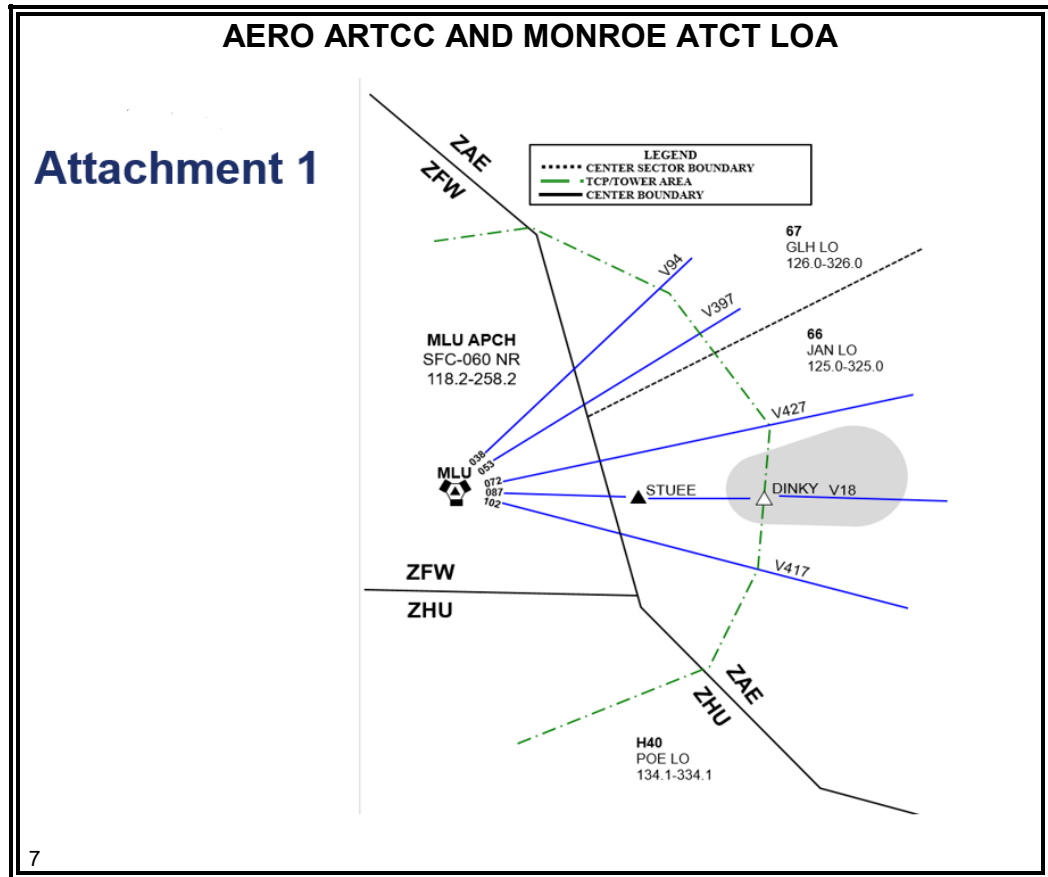 AERO ARTCC AND MONROE ATCT LOA
Attachment 1
ZAE
ZFW
LEGEND
CENTER SECTOR BOUNDARY
TCP/TOWER AREA
CENTER BOUNDARY
67
GLH LO
126.0-326.0
V94
V397
MLU APCH
SFC-060 NR
118.2-258.2
66
JAN LO
125.0-325.0
V427
038
053
MLU
072
087
102
STUEE
DINKY
V18
V417
ZFW
ZHU
ZAE
ZHU
H40
POE LO
134.1-334.1
7